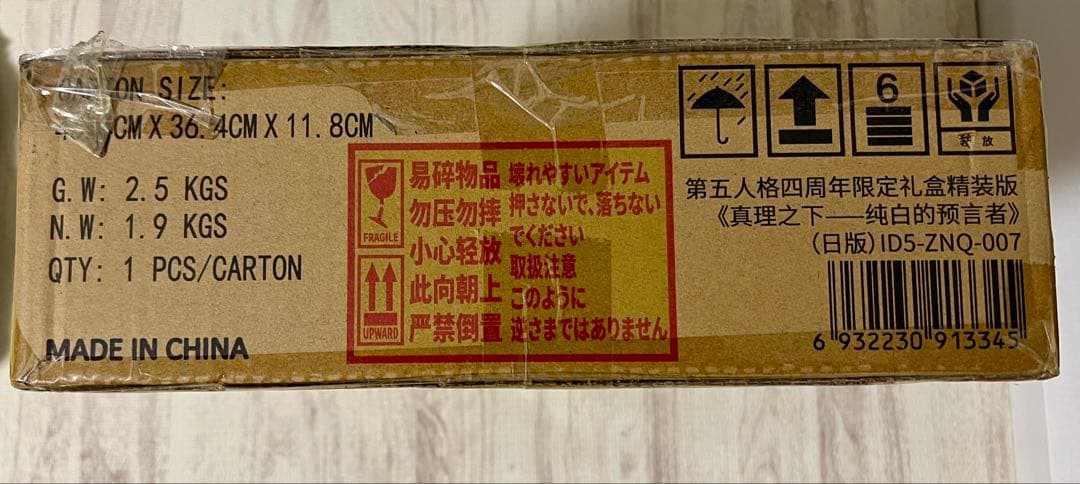 CARTON SIZE:
CM X 36.4CM X 11.8CM
G.W: 2.5 KGS
N.W: 1.9 KGS
QTY: 1 PCS/CARTON
MADE IN CHINA
FRAGILE
UPWARD
易碎物品
勿压勿摔
小心轻放
此向朝上
严禁倒置
壊れやすいアイテム
押さないで、落ちない
でください
取扱注意
このように
逆さまではありません
6
轻放
第五人格四周年限定礼盒精装版
《真理之下——纯白的预言者》
(日版)ID5-ZNQ-007
6 932230 913345